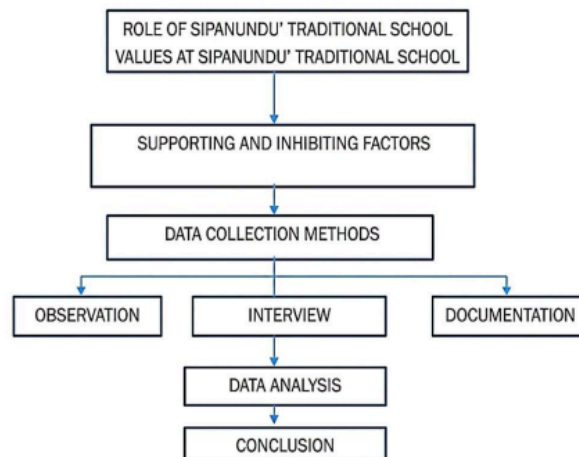 ROLE OF SIPANUNDU' TRADITIONAL SCHOOL
VALUES AT SIPANUNDU' TRADITIONAL SCHOOL
SUPPORTING AND INHIBITING FACTORS
DATA COLLECTION METHODS
OBSERVATION
INTERVIEW
DOCUMENTATION
DATA ANALYSIS
CONCLUSION